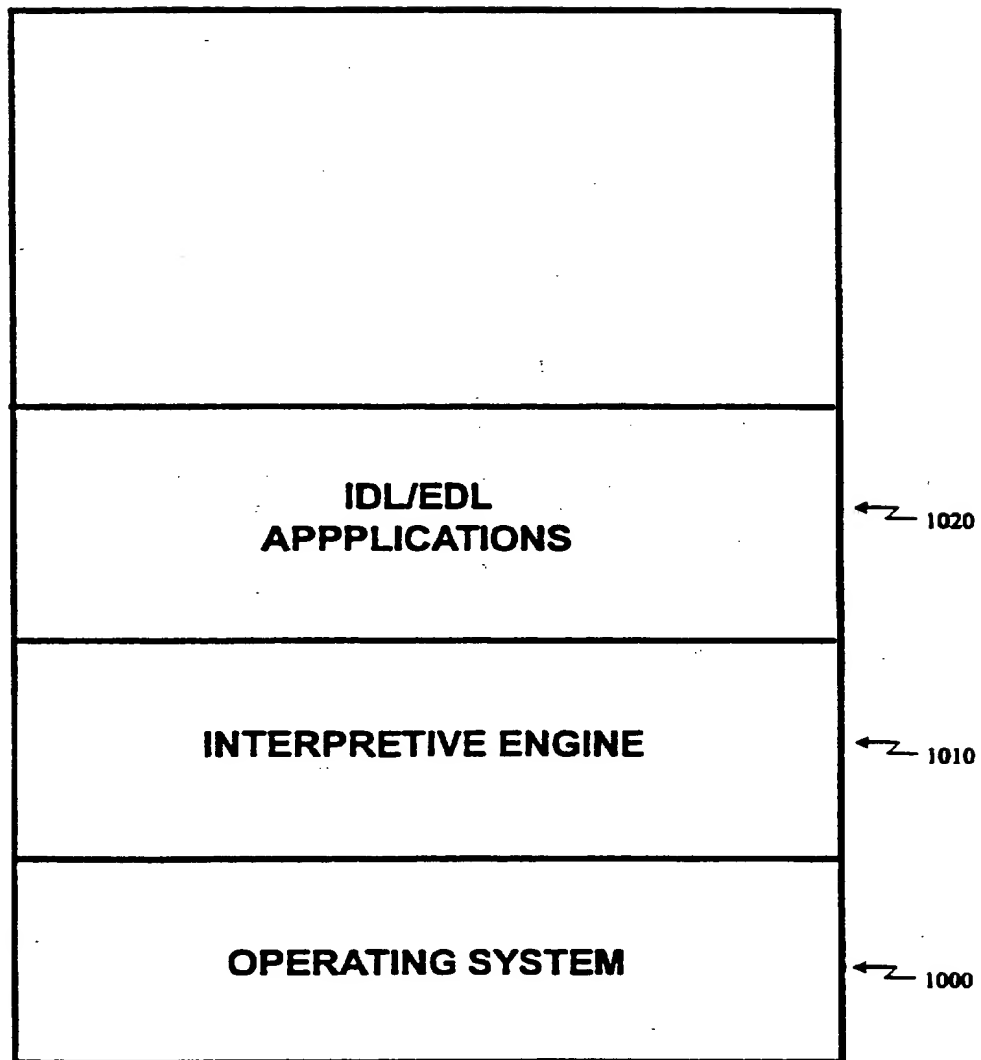 IDL/EDL
APPPLICATIONS
1020
INTERPRETIVE ENGINE
1010
OPERATING SYSTEM
1000